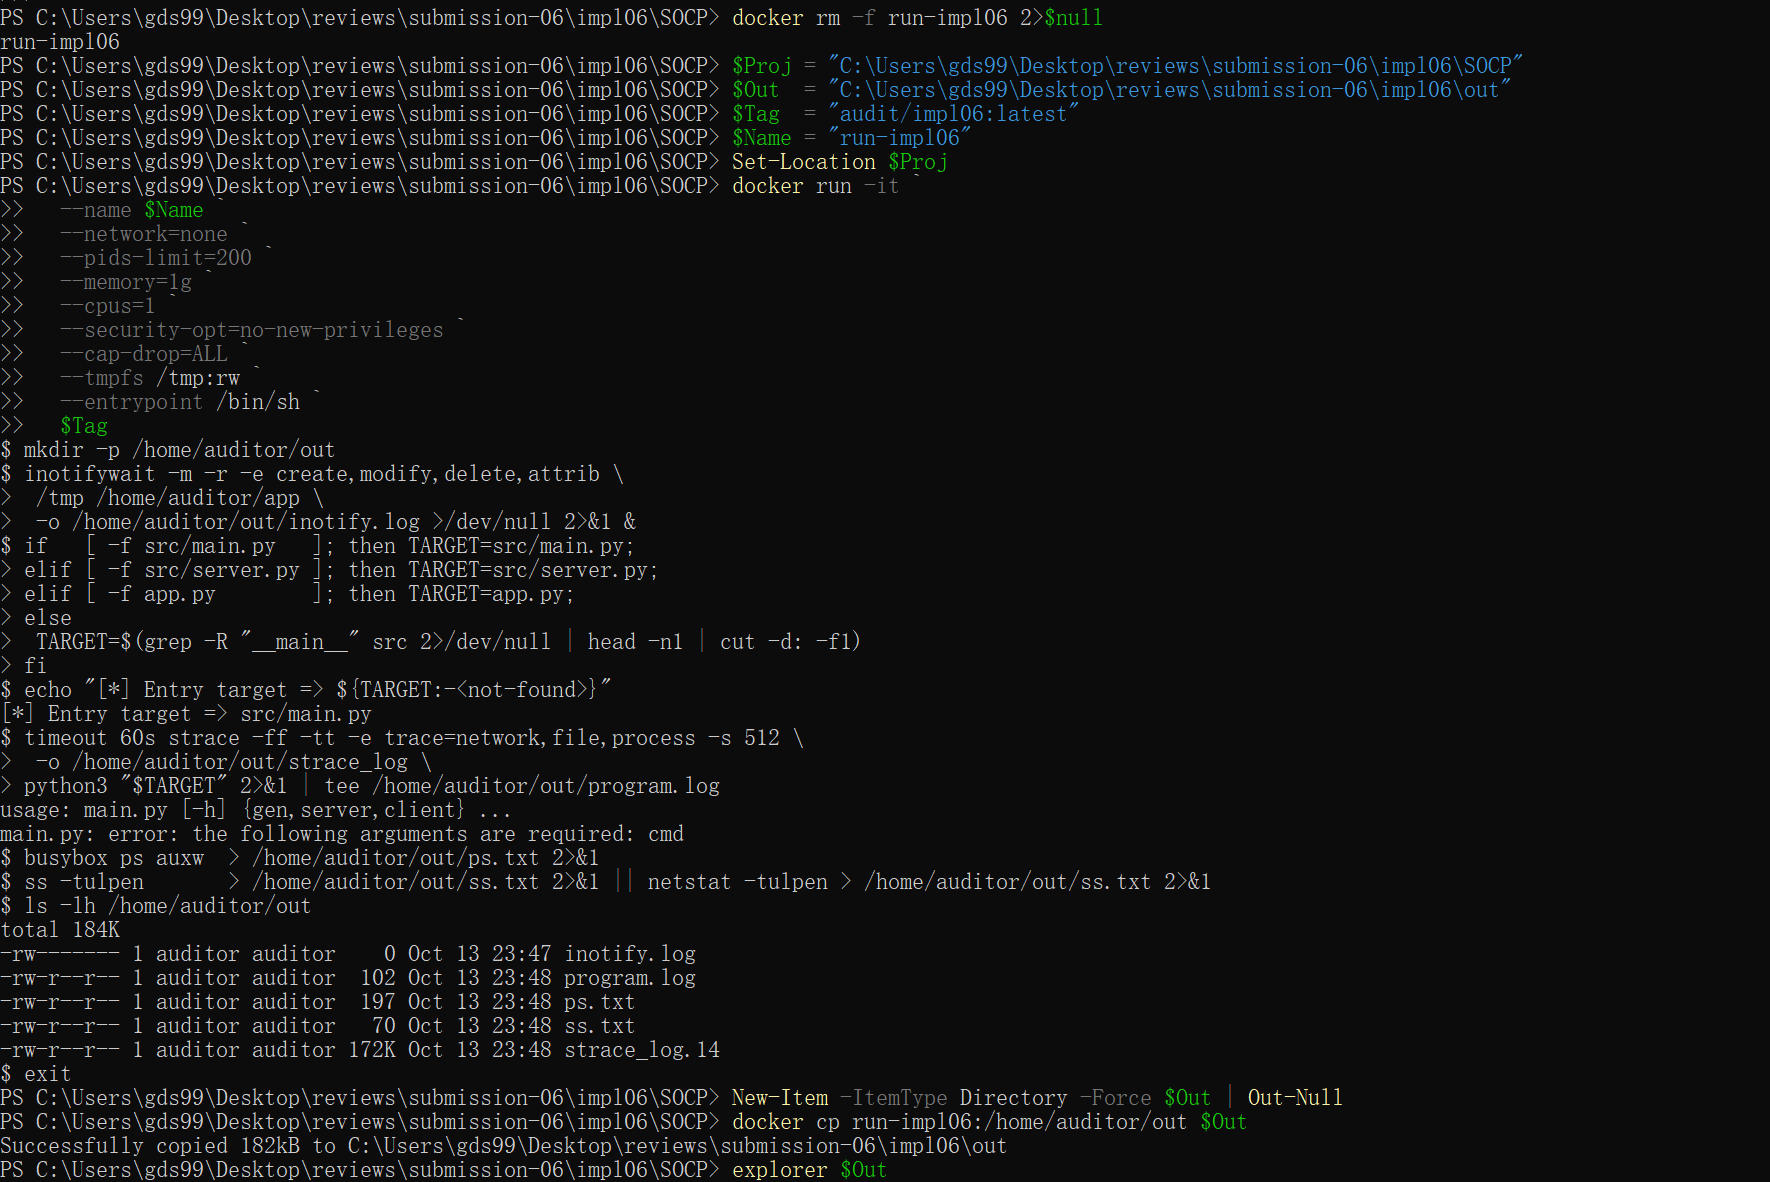 PS C:\Users\gds99\Desktop\reviews\submission-06\impl06\SOCP> docker rm -f run-impl06 2>$null
run-impl06
PS C:\Users\gds99\Desktop\reviews\submission-06\impl06\SOCP> $Proj = "C:\Users\gds99\Desktop\reviews\submission-06\impl06\SOCP"
PS C:\Users\gds99\Desktop\reviews\submission-06\impl06\SOCP> $Out  = "C:\Users\gds99\Desktop\reviews\submission-06\impl06\out"
PS C:\Users\gds99\Desktop\reviews\submission-06\impl06\SOCP> $Tag  = "audit/impl06:latest"
PS C:\Users\gds99\Desktop\reviews\submission-06\impl06\SOCP> $Name = "run-impl06"
PS C:\Users\gds99\Desktop\reviews\submission-06\impl06\SOCP> Set-Location $Proj
PS C:\Users\gds99\Desktop\reviews\submission-06\impl06\SOCP> docker run -it `
>>   --name $Name `
>>   --network=none `
>>   --pids-limit=200 `
>>   --memory=1g `
>>   --cpus=1 `
>>   --security-opt=no-new-privileges `
>>   --cap-drop=ALL `
>>   --tmpfs /tmp:rw `
>>   --entrypoint /bin/sh `
>>   $Tag
$ mkdir -p /home/auditor/out
$ inotifywait -m -r -e create,modify,delete,attrib \
>  /tmp /home/auditor/app \
>  -o /home/auditor/out/inotify.log >/dev/null 2>&1 &
$ if   [ -f src/main.py   ]; then TARGET=src/main.py;
> elif [ -f src/server.py ]; then TARGET=src/server.py;
> elif [ -f app.py        ]; then TARGET=app.py;
> else
>  TARGET=$(grep -R "__main__" src 2>/dev/null | head -n1 | cut -d: -f1)
> fi
$ echo "[*] Entry target => ${TARGET:-<not-found>}"
[*] Entry target => src/main.py
$ timeout 60s strace -ff -tt -e trace=network,file,process -s 512 \
>  -o /home/auditor/out/strace_log \
> python3 "$TARGET" 2>&1 | tee /home/auditor/out/program.log
usage: main.py [-h] {gen,server,client} ...
main.py: error: the following arguments are required: cmd
$ busybox ps auxw  > /home/auditor/out/ps.txt 2>&1
$ ss -tulpen       > /home/auditor/out/ss.txt 2>&1 || netstat -tulpen > /home/auditor/out/ss.txt 2>&1
$ ls -lh /home/auditor/out
total 184K
-rw------- 1 auditor auditor    0 Oct 13 23:47 inotify.log
-rw-r--r-- 1 auditor auditor  102 Oct 13 23:48 program.log
-rw-r--r-- 1 auditor auditor  197 Oct 13 23:48 ps.txt
-rw-r--r-- 1 auditor auditor   70 Oct 13 23:48 ss.txt
-rw-r--r-- 1 auditor auditor 172K Oct 13 23:48 strace_log.14
$ exit
PS C:\Users\gds99\Desktop\reviews\submission-06\impl06\SOCP> New-Item -ItemType Directory -Force $Out | Out-Null
PS C:\Users\gds99\Desktop\reviews\submission-06\impl06\SOCP> docker cp run-impl06:/home/auditor/out $Out
Successfully copied 182kB to C:\Users\gds99\Desktop\reviews\submission-06\impl06\out
PS C:\Users\gds99\Desktop\reviews\submission-06\impl06\SOCP> explorer $Out